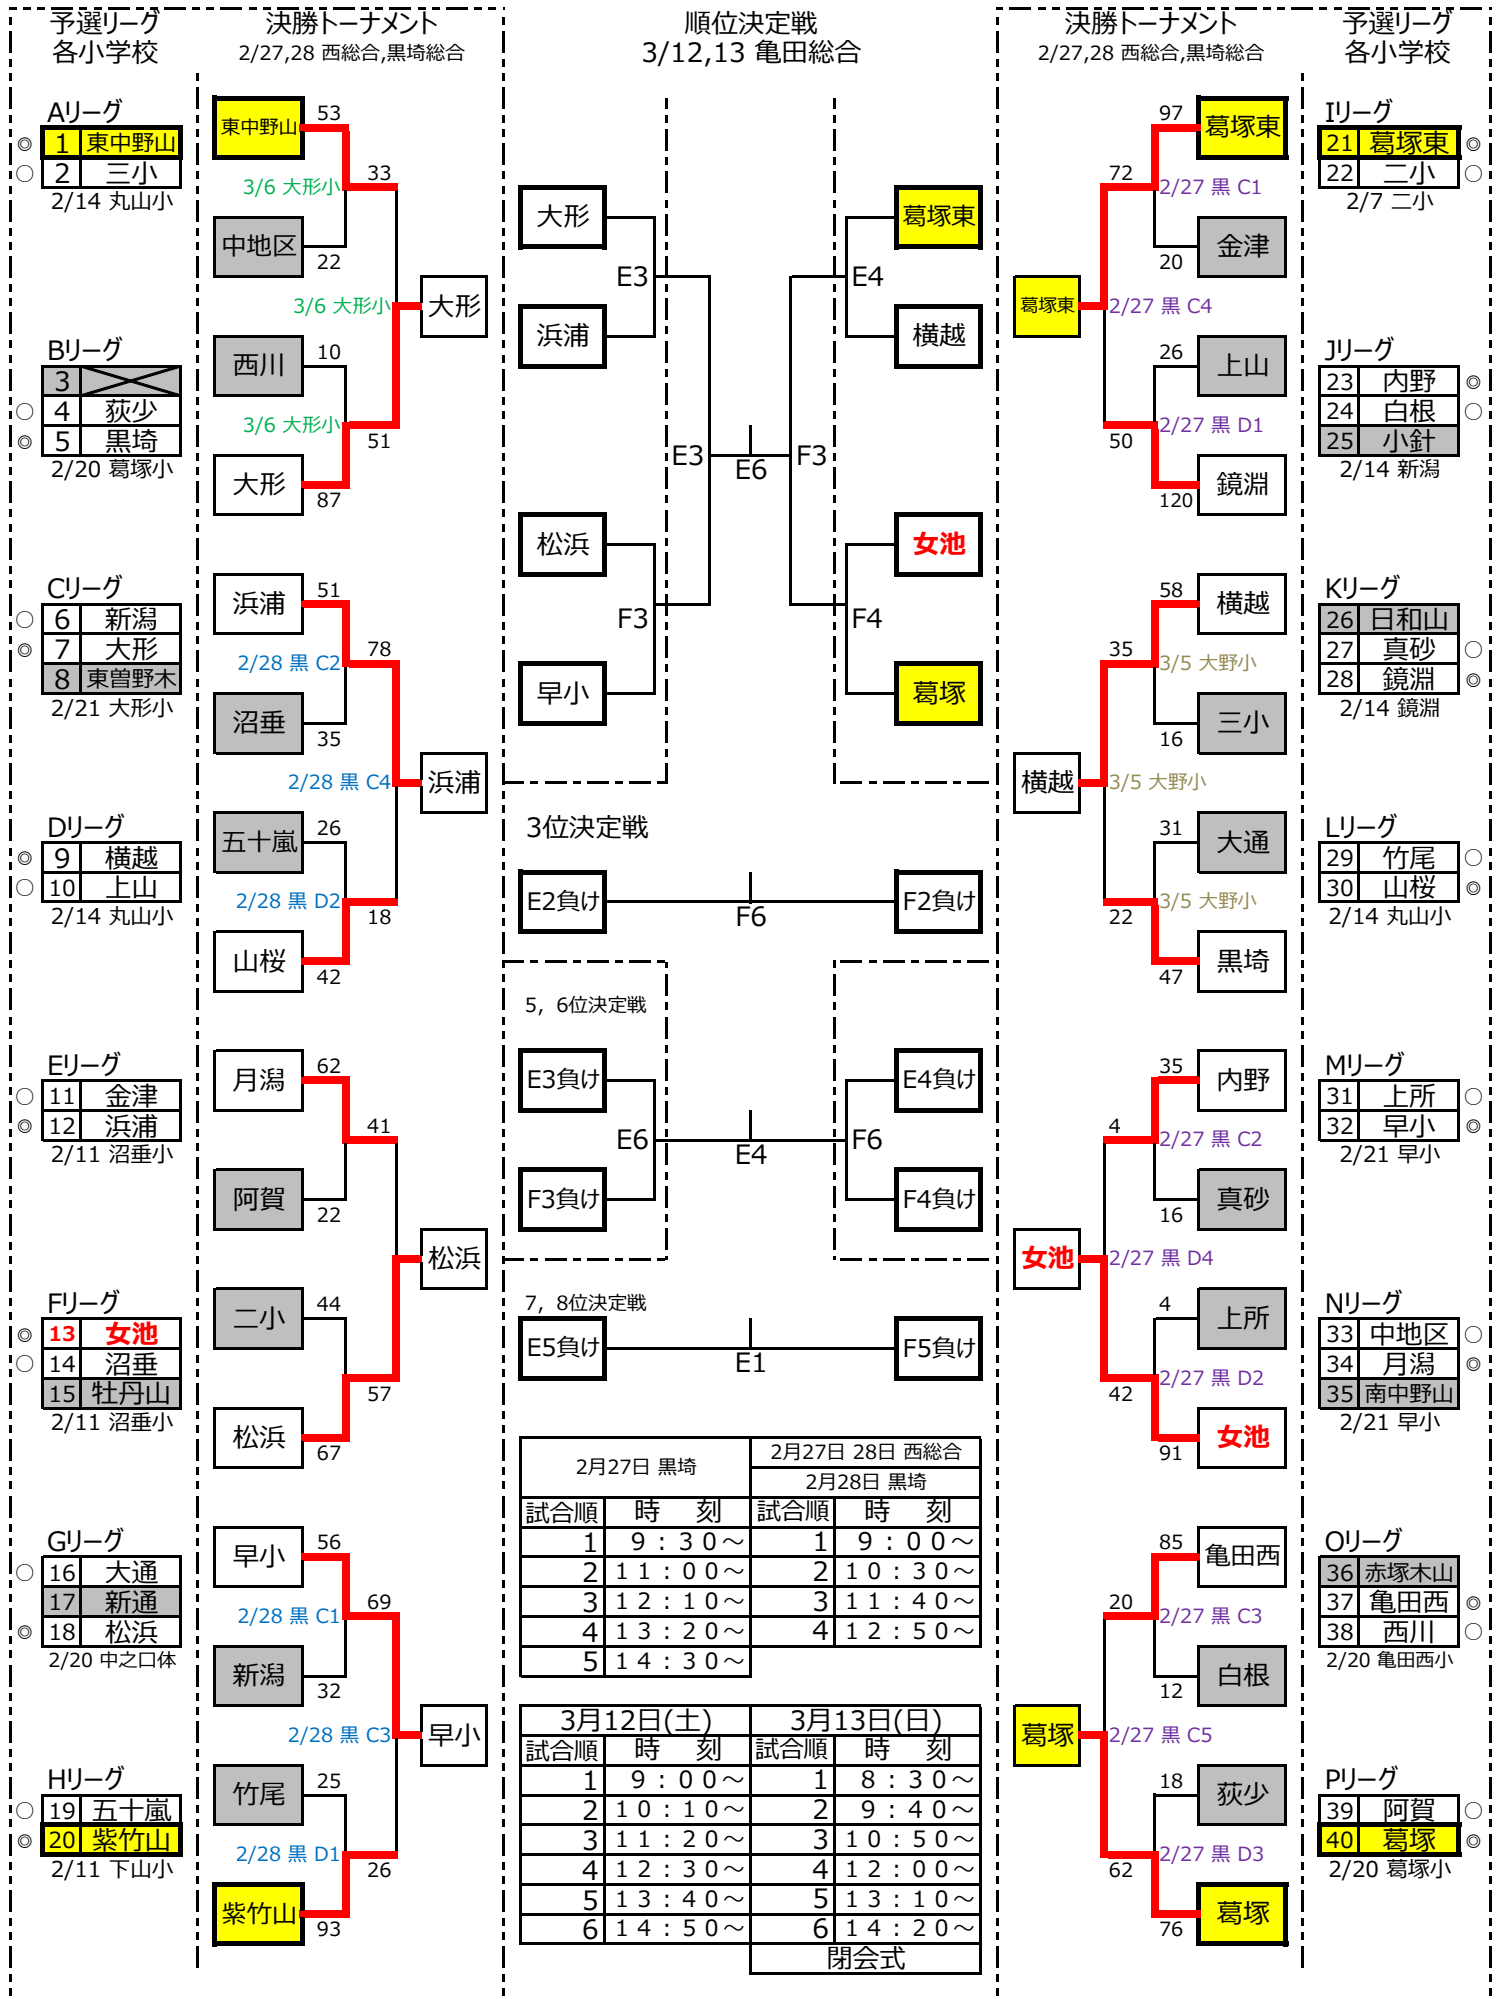 予選リーグ
各小学校
決勝トーナメント
2/27,28 西総合,黒埼総合
順位決定戦
3/12,13 亀田総合
決勝トーナメント
2/27,28 西総合,黒埼総合
予選リーグ
各小学校
Aリーグ
◎ 1 東中野山
○ 2 三小
2/14 丸山小
Bリーグ
3
○ 4 荻少
◎ 5 黒埼
2/20 葛塚小
Cリーグ
○ 6 新潟
◎ 7 大形
8 東曽野木
2/21 大形小
Dリーグ
◎ 9 横越
○ 10 上山
2/14 丸山小
Eリーグ
○ 11 金津
◎ 12 浜浦
2/11 沼垂小
Fリーグ
◎ 13 女池
○ 14 沼垂
15 牡丹山
2/11 沼垂小
Gリーグ
○ 16 大通
17 新通
◎ 18 松浜
2/20 中之口体
Hリーグ
○ 19 五十嵐
◎ 20 紫竹山
2/11 下山小
東中野山 53
33
3/6 大形小
中地区 22
3/6 大形小 大形
西川 10
3/6 大形小
51
大形 87
浜浦 51
78
2/28 黒 C2
沼垂 35
2/28 黒 C4 浜浦
五十嵐 26
2/28 黒 D2
18
山桜 42
月潟 62
41
阿賀 22
松浜
二小 44
57
松浜 67
早小 56
69
2/28 黒 C1
新潟 32
2/28 黒 C3 早小
竹尾 25
2/28 黒 D1
26
紫竹山 93
大形 葛塚東
E3 E4
浜浦 横越
E3 E6 F3
松浜 女池
F3 F4
早小 葛塚
3位決定戦
E2負け F6 F2負け
5, 6位決定戦
E3負け E4負け
E6 E4 F6
F3負け F4負け
7, 8位決定戦
E5負け E1 F5負け
2月27日 黒埼 2月27日 28日 西総合
2月28日 黒埼
試合順 時 刻 試合順 時 刻
1 9:30～ 1 9:00～
2 11:00～ 2 10:30～
3 12:10～ 3 11:40～
4 13:20～ 4 12:50～
5 14:30～
3月12日(土) 3月13日(日)
試合順 時 刻 試合順 時 刻
1 9:00～ 1 8:30～
2 10:10～ 2 9:40～
3 11:20～ 3 10:50～
4 12:30～ 4 12:00～
5 13:40～ 5 13:10～
6 14:50～ 6 14:20～
閉会式
97 葛塚東
72
2/27 黒 C1
20 金津
葛塚東 2/27 黒 C4
26 上山
2/27 黒 D1
50
120 鏡淵
58 横越
35
3/5 大野小
16 三小
横越 3/5 大野小
31 大通
3/5 大野小
22
47 黒埼
35 内野
4
2/27 黒 C2
16 真砂
女池 2/27 黒 D4
4 上所
2/27 黒 D2
42
91 女池
85 亀田西
20
2/27 黒 C3
12 白根
葛塚 2/27 黒 C5
18 荻少
2/27 黒 D3
62
76 葛塚
Iリーグ
21 葛塚東 ◎
22 二小 ○
2/7 二小
Jリーグ
23 内野 ◎
24 白根 ○
25 小針
2/14 新潟
Kリーグ
26 日和山
27 真砂 ○
28 鏡淵 ◎
2/14 鏡淵
Lリーグ
29 竹尾 ○
30 山桜 ◎
2/14 丸山小
Mリーグ
31 上所 ○
32 早小 ◎
2/21 早小
Nリーグ
33 中地区 ○
34 月潟 ◎
35 南中野山
2/21 早小
Oリーグ
36 赤塚木山
37 亀田西 ◎
38 西川 ○
2/20 亀田西小
Pリーグ
39 阿賀 ○
40 葛塚 ◎
2/20 葛塚小